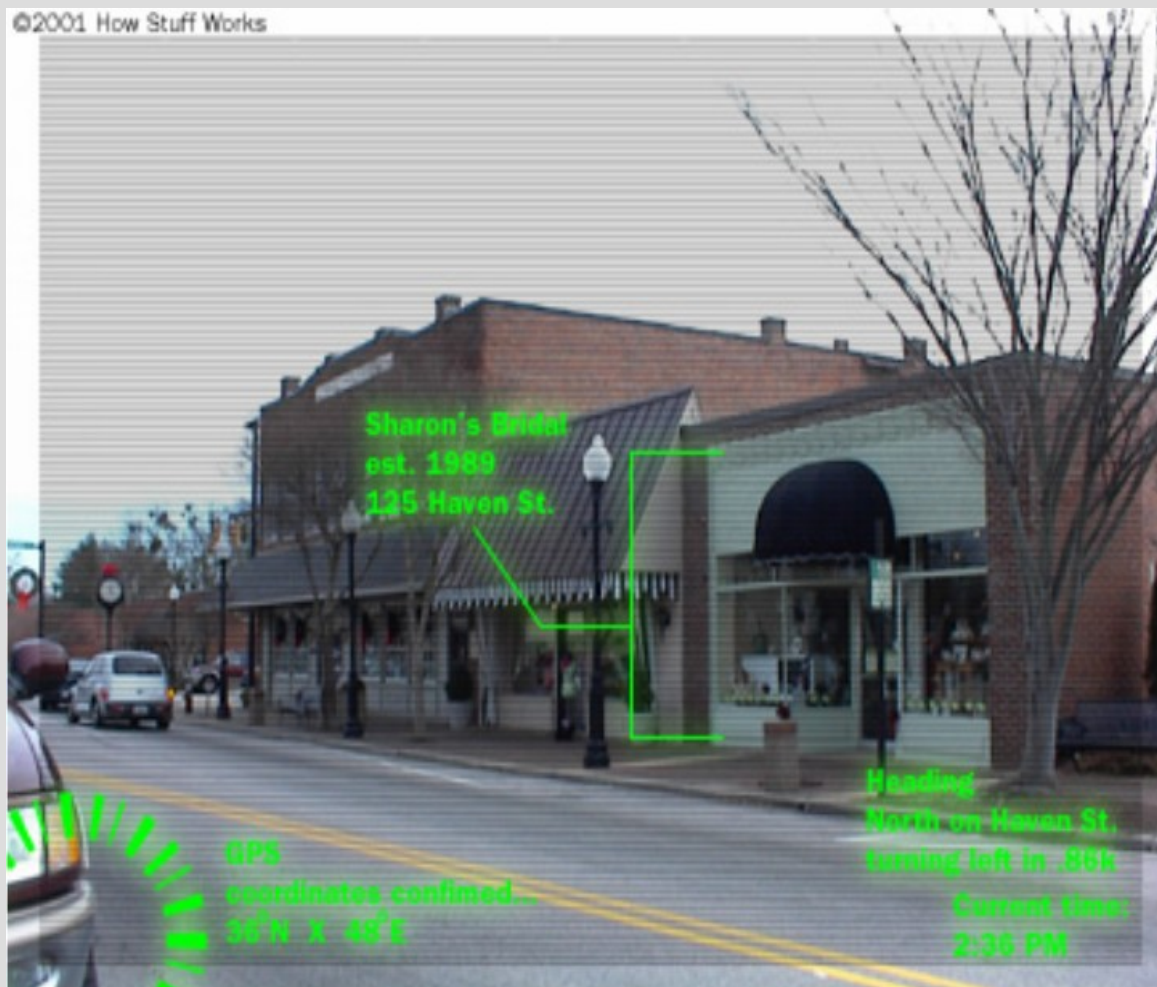 ©2001 How Stuff Works
Sharon's Bridal
est. 1989
125 Haven St.
Heading
North on Haven St.
turning left in .86k
Current time:
2:36 PM
GPS
coordinates confimed...
36°N X 48°E